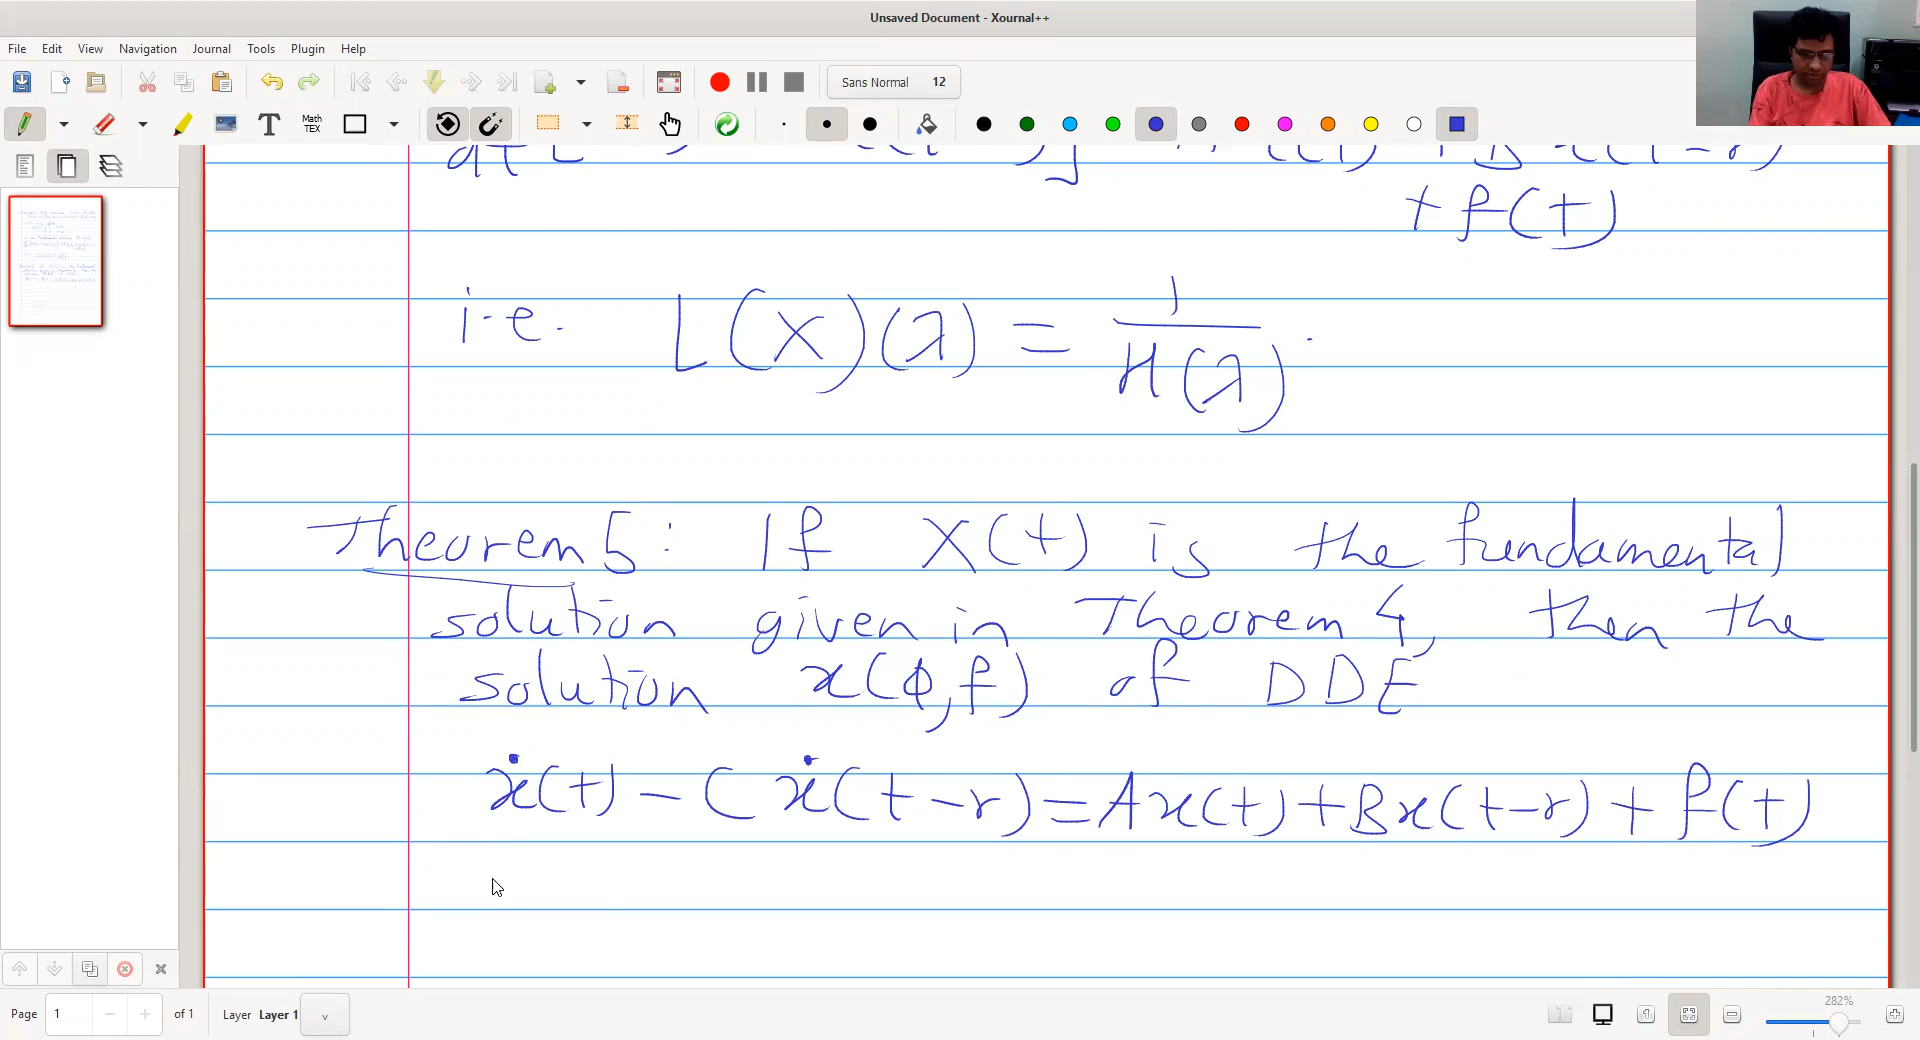 Unsaved Document - Xournal++
File Edit View Navigation Journal Tools Plugin Help
Sans Normal 12
Math
TEX
+ f(t)
i.e. L(X)(λ) = 1/H(λ).
Theorem 5: If X(t) is the fundamental
solution given in Theorem 4, then the
solution x(ϕ,f) of DDE
ẋ(t) - C ẋ(t-r) = Ax(t) + Bx(t-r) + f(t)
Page 1 of 1 Layer Layer 1 282%